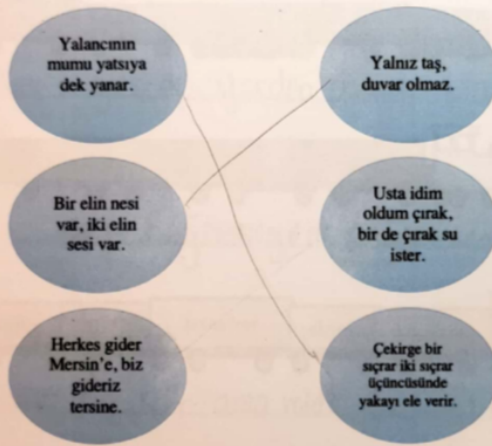 Yalancının
mumu yatsıya
dek yanar.
Yalnız taş,
duvar olmaz.
Bir elin nesi
var, iki elin
sesi var.
Usta idim
oldum çırak,
bir de çırak su
ister.
Herkes gider
Mersin'e, biz
gideriz
tersine.
Çekirge bir
sıçrar iki sıçrar
üçüncüsünde
yakayı ele verir.